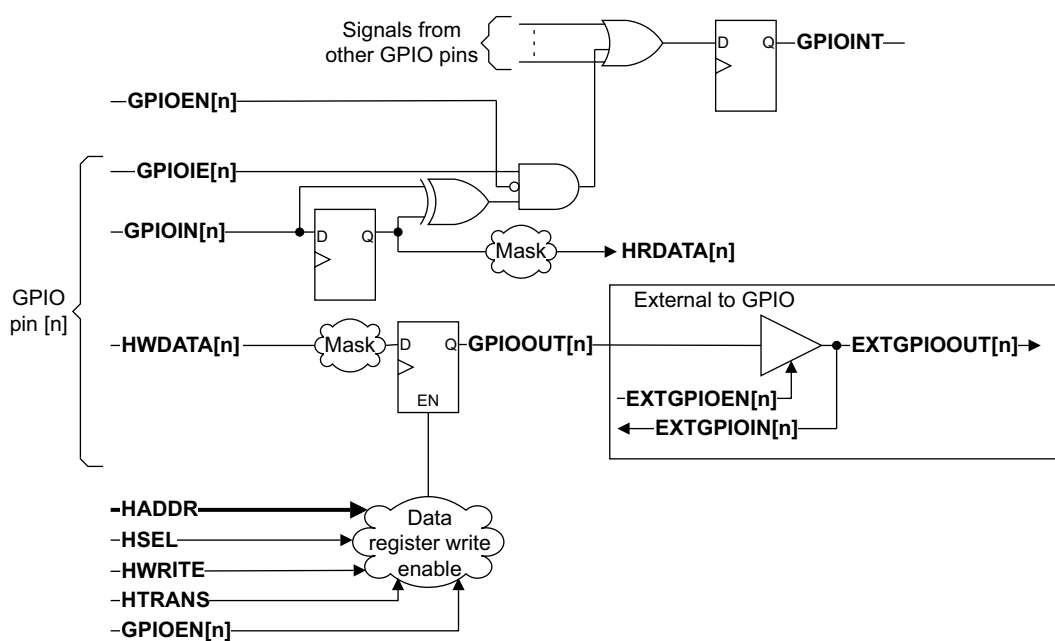 Signals from
other GPIO pins
D Q
GPIOINT
GPIOEN[n]
GPIOIE[n]
GPIOIN[n]
D Q
Mask
HRDATA[n]
GPIO
pin [n]
External to GPIO
HWDATA[n]
Mask
D Q
EN
GPIOOUT[n]
EXTGPIOOUT[n]
EXTGPIOEN[n]
EXTGPIOIN[n]
HADDR
HSEL
HWRITE
HTRANS
GPIOEN[n]
Data
register write
enable